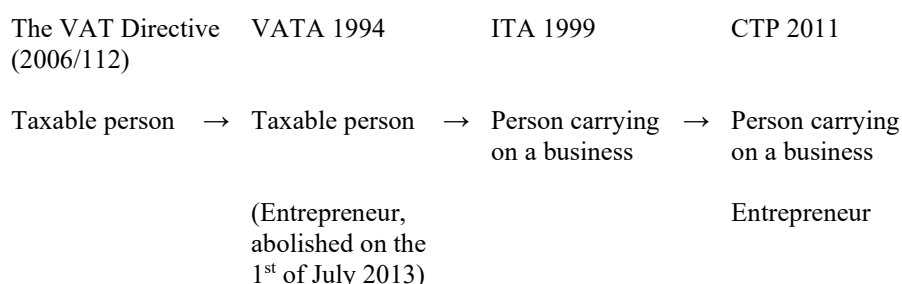 The VAT Directive VATA 1994 ITA 1999 CTP 2011
(2006/112)
Taxable person → Taxable person → Person carrying → Person carrying
on a business on a business
(Entrepreneur, Entrepreneur
abolished on the
1st of July 2013)